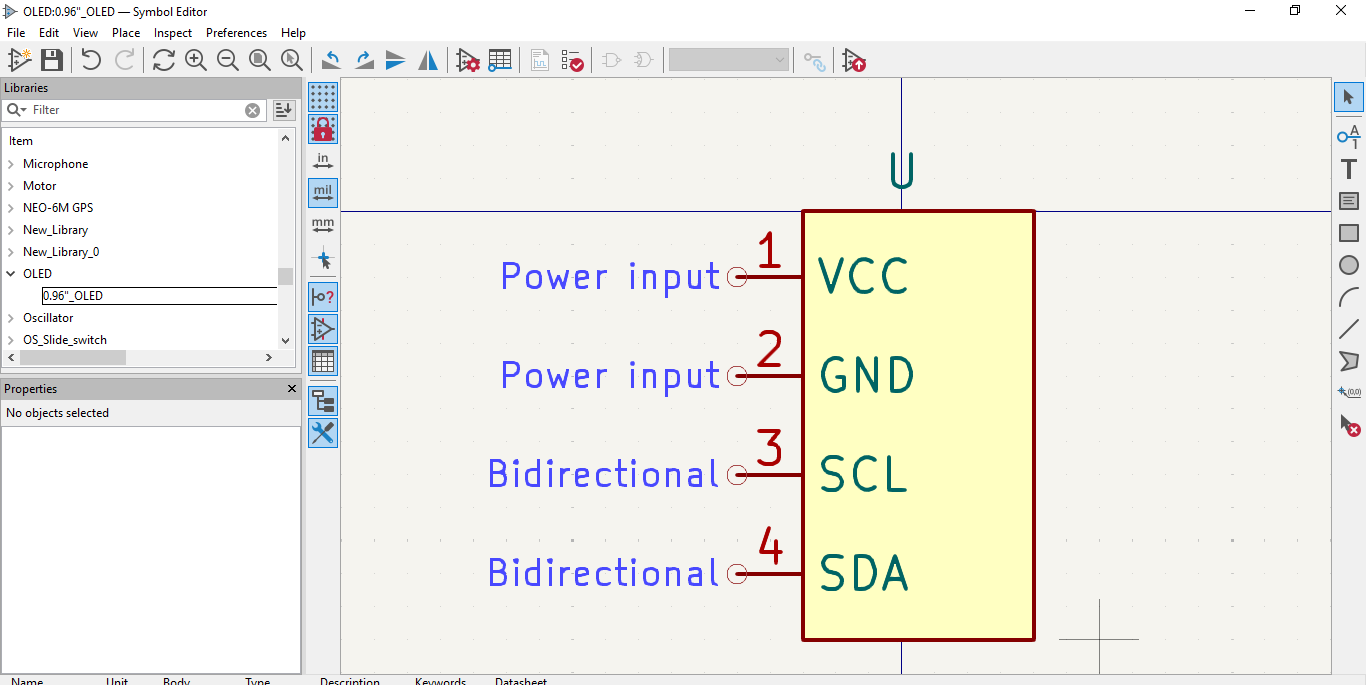 OLED:0.96"_OLED — Symbol Editor
File Edit View Place Inspect Preferences Help
Libraries
Filter
Item
Microphone
Motor
NEO-6M GPS
New_Library
New_Library_0
OLED
0.96"_OLED
Oscillator
OS_Slide_switch
Properties
No objects selected
in
mil
mm
?
U
1
Power input
VCC
2
Power input
GND
3
Bidirectional
SCL
4
Bidirectional
SDA
A
1
T
(0,0)
Name Unit Body Type Description Keywords Datasheet